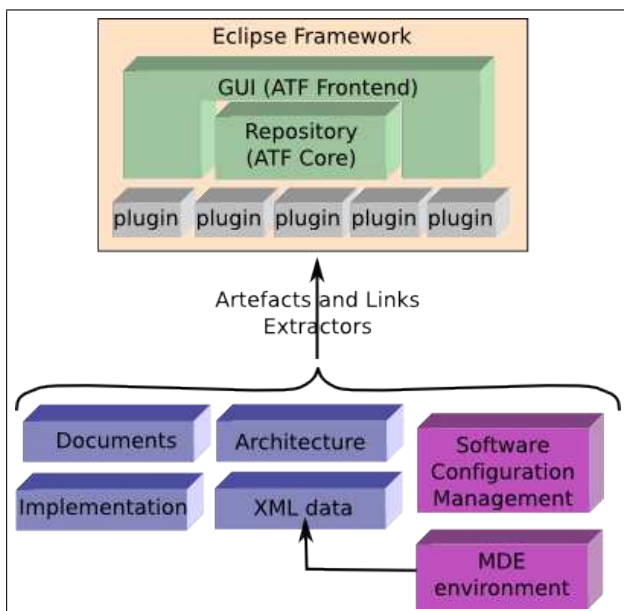 Eclipse Framework
GUI (ATF Frontend)
Repository
(ATF Core)
plugin plugin plugin plugin plugin
Artefacts and Links
Extractors
Documents
Architecture
Software
Configuration
Management
Implementation
XML data
MDE
environment